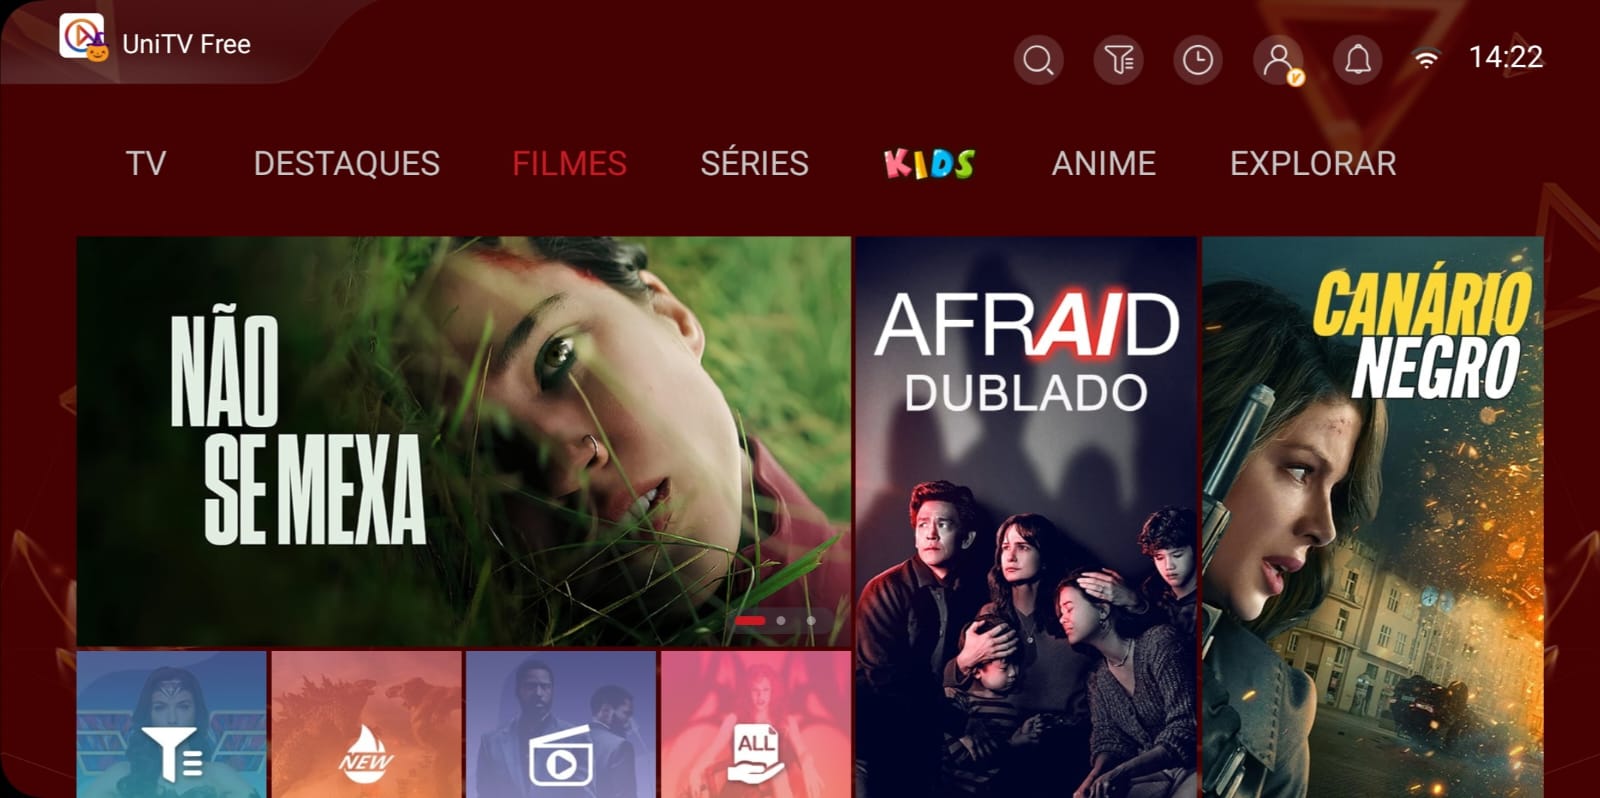 UniTV Free
14:22
TV
DESTAQUES
FILMES
SÉRIES
KIDS
ANIME
EXPLORAR
NÃO
SE MEXA
AFRAID
DUBLADO
CANÁRIO
NEGRO
NEW
ALL